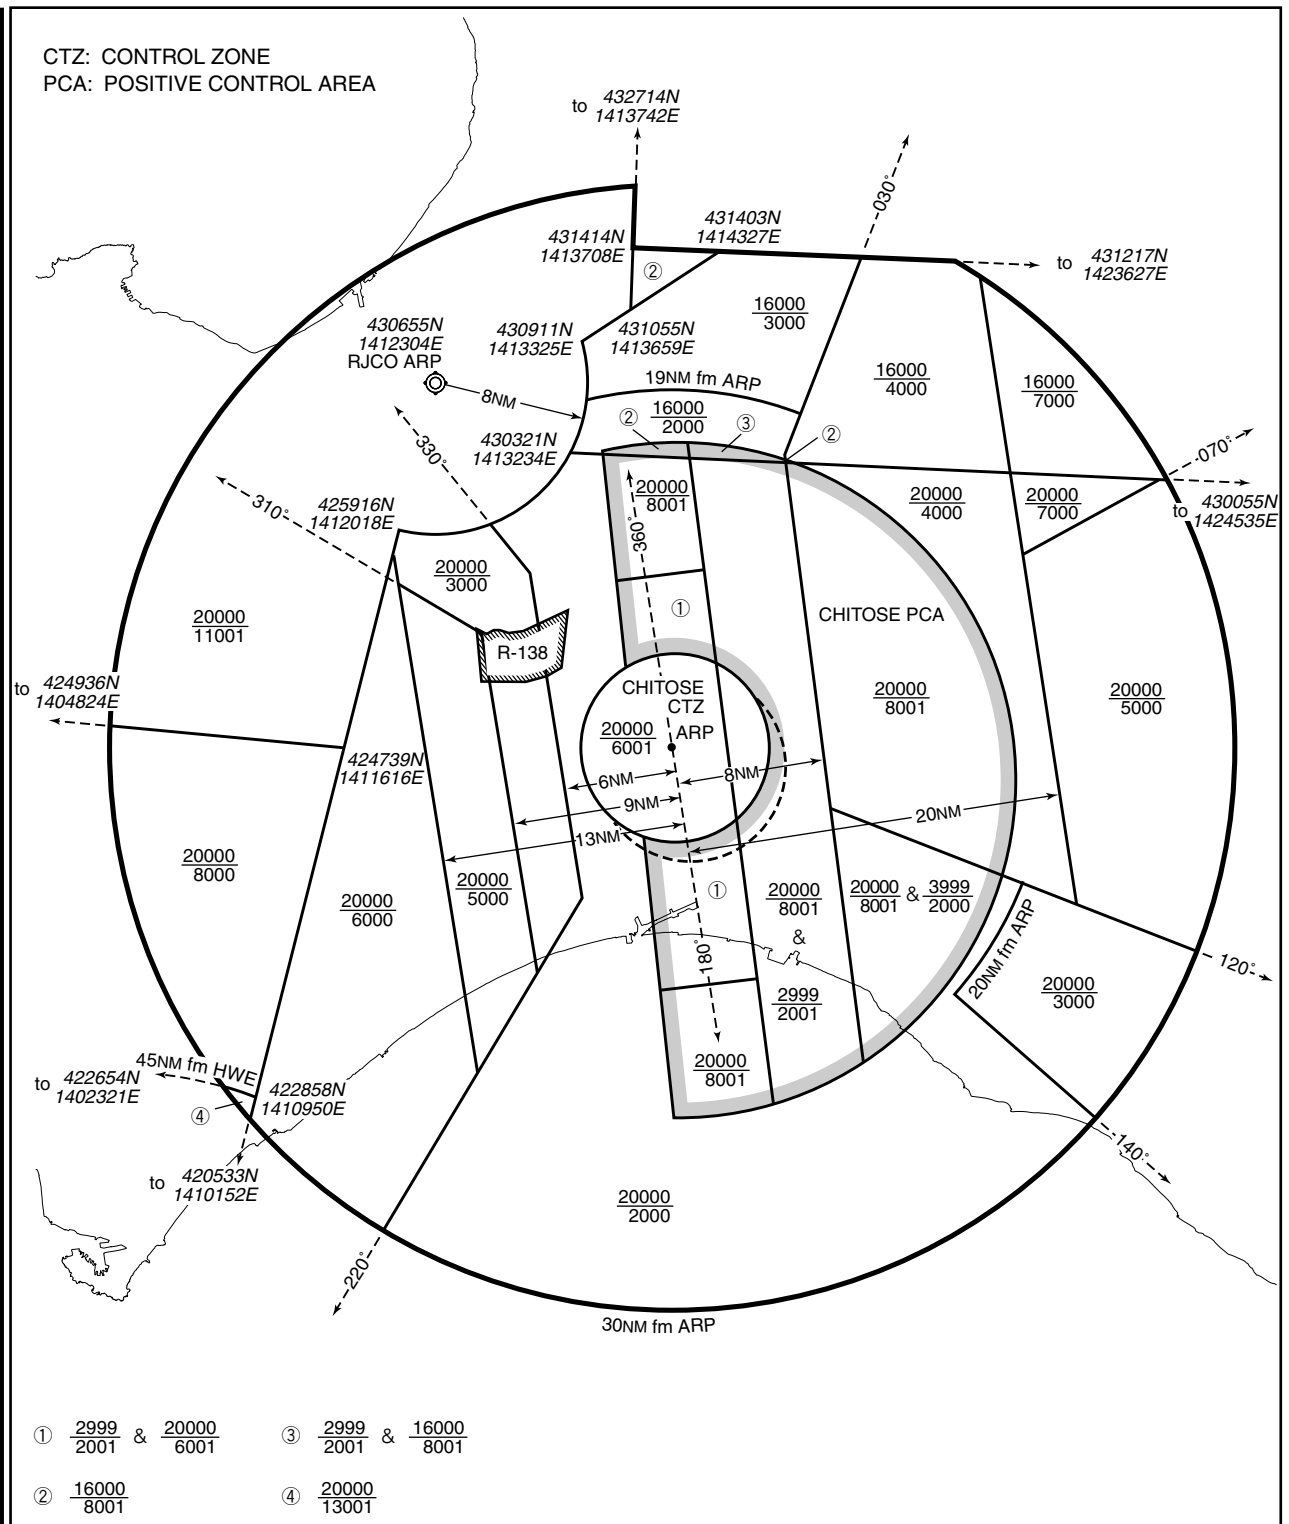 CTZ: CONTROL ZONE
PCA: POSITIVE CONTROL AREA
to 432714N
1413742E
030°
431403N
1414327E
431414N
1413708E
to 431217N
1423627E
②
16000
3000
430655N
1412304E
RJCO ARP
430911N
1413325E
431055N
1413659E
16000
4000
16000
7000
19NM fm ARP
8NM
② 16000
2000
③
②
330°
430321N
1413234E
070°
310°
425916N
1412018E
20000
8001
360°
20000
4000
20000
7000
to 430055N
1424535E
20000
3000
①
CHITOSE PCA
20000
11001
R-138
to 424936N
1404824E
CHITOSE
CTZ
20000
6001
ARP
20000
8001
20000
5000
424739N
1411616E
6NM
8NM
9NM
13NM
20NM
20000
8000
20000
6000
20000
5000
①
20000
8001
&
2999
2001
20000
8001
&
3999
2000
180°
20NM fm ARP
120°
20000
3000
45NM fm HWE
to 422654N
1402321E
④
422858N
1410950E
20000
8001
140°
to 420533N
1410152E
20000
2000
220°
30NM fm ARP
① 2999
2001
& 20000
6001
③ 2999
2001
& 16000
8001
② 16000
8001
④ 20000
13001